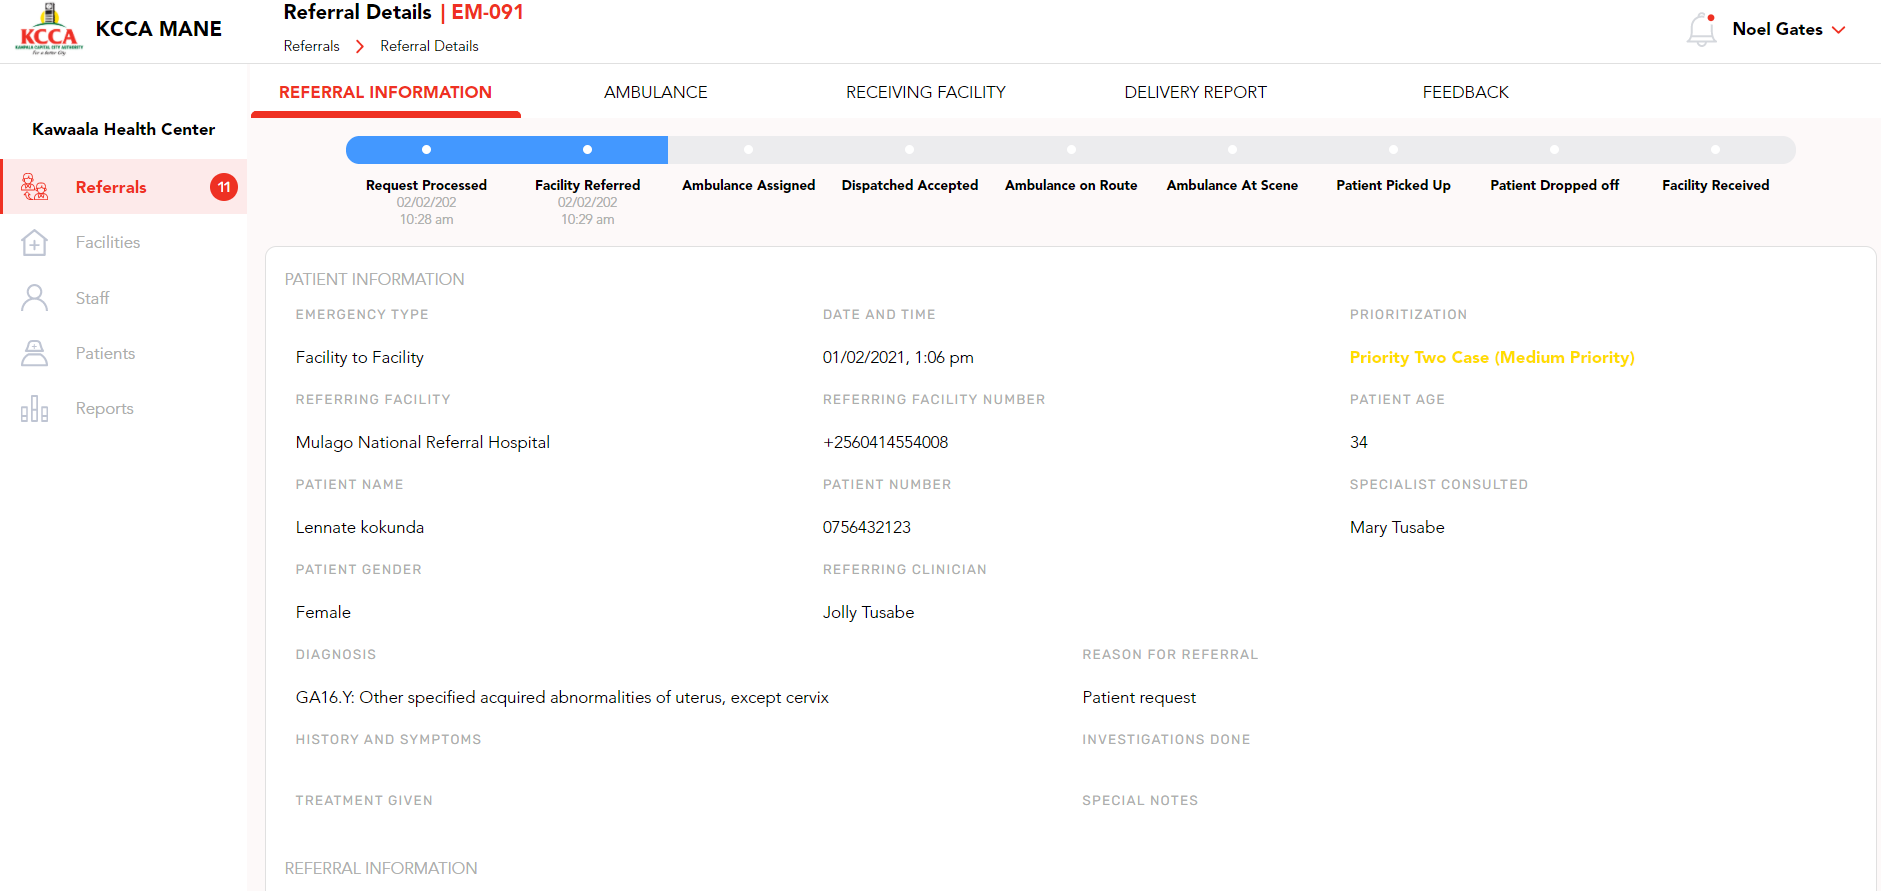 KCCA
KAMPALA CAPITAL CITY AUTHORITY
For a Better City
KCCA MANE
Referral Details | EM-091
Referrals > Referral Details
Noel Gates
Kawaala Health Center
Referrals 11
Facilities
Staff
Patients
Reports
REFERRAL INFORMATION AMBULANCE RECEIVING FACILITY DELIVERY REPORT FEEDBACK
Request Processed Facility Referred Ambulance Assigned Dispatched Accepted Ambulance on Route Ambulance At Scene Patient Picked Up Patient Dropped off Facility Received
02/02/202 02/02/202
10:28 am 10:29 am
PATIENT INFORMATION
EMERGENCY TYPE DATE AND TIME PRIORITIZATION
Facility to Facility 01/02/2021, 1:06 pm Priority Two Case (Medium Priority)
REFERRING FACILITY REFERRING FACILITY NUMBER PATIENT AGE
Mulago National Referral Hospital +2560414554008 34
PATIENT NAME PATIENT NUMBER SPECIALIST CONSULTED
Lennate kokunda 0756432123 Mary Tusabe
PATIENT GENDER REFERRING CLINICIAN
Female Jolly Tusabe
DIAGNOSIS REASON FOR REFERRAL
GA16.Y: Other specified acquired abnormalities of uterus, except cervix Patient request
HISTORY AND SYMPTOMS INVESTIGATIONS DONE
TREATMENT GIVEN SPECIAL NOTES
REFERRAL INFORMATION